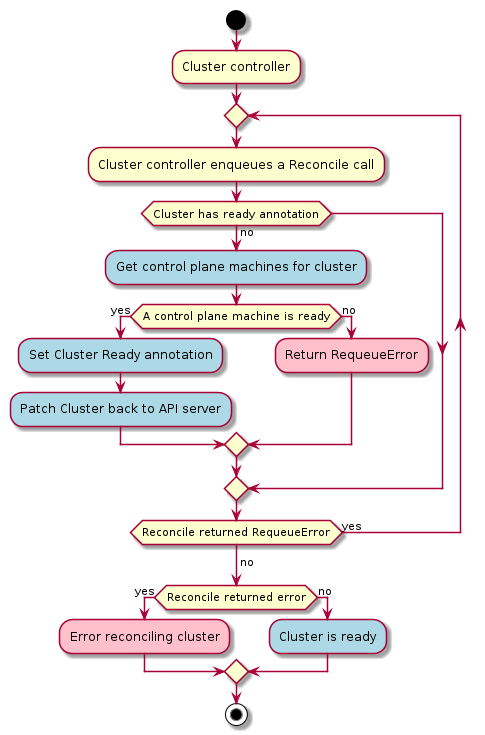 Cluster controller
Cluster controller enqueues a Reconcile call
Cluster has ready annotation
no
Get control plane machines for cluster
yes
A control plane machine is ready
no
Set Cluster Ready annotation
Return RequeueError
Patch Cluster back to API server
Reconcile returned RequeueError
yes
no
yes
Reconcile returned error
no
Error reconciling cluster
Cluster is ready